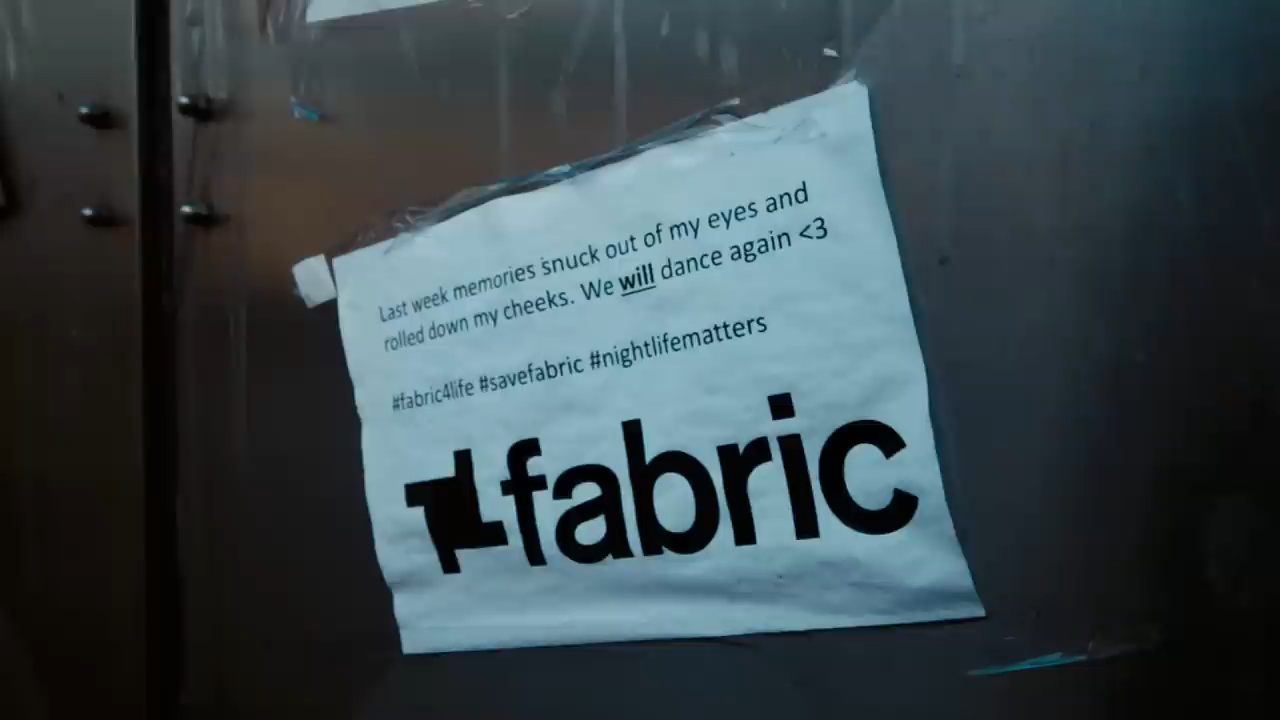 Last week memories snuck out of my eyes and
rolled down my cheeks. We will dance again <3
#fabric4life #savefabric #nightlifematters
fabric